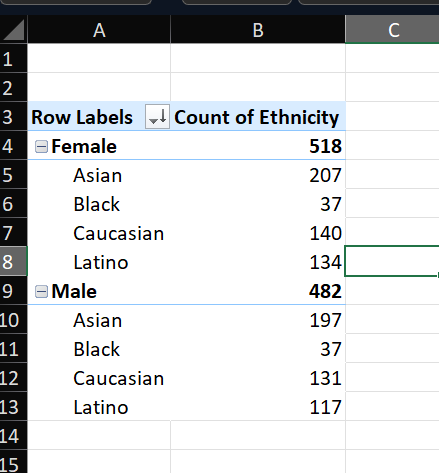 A B C
1
2
3 Row Labels Count of Ethnicity
4 Female 518
5 Asian 207
6 Black 37
7 Caucasian 140
8 Latino 134
9 Male 482
10 Asian 197
11 Black 37
12 Caucasian 131
13 Latino 117
14
15